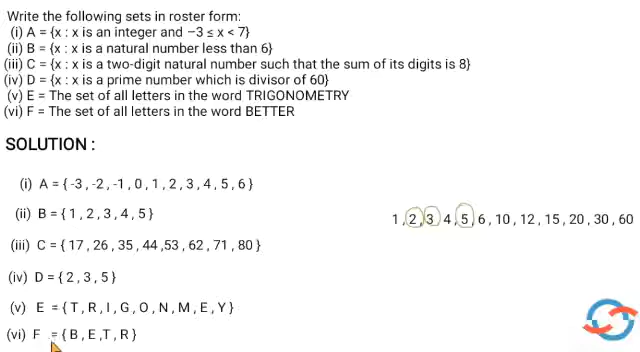 Write the following sets in roster form:
(i) A = {x : x is an integer and −3 ≤ x < 7}
(ii) B = {x : x is a natural number less than 6}
(iii) C = {x : x is a two-digit natural number such that the sum of its digits is 8}
(iv) D = {x : x is a prime number which is divisor of 60}
(v) E = The set of all letters in the word TRIGONOMETRY
(vi) F = The set of all letters in the word BETTER
SOLUTION :
(i) A = { -3 , -2 , -1 , 0 , 1 , 2 , 3 , 4 , 5 , 6 }
(ii) B = { 1 , 2 , 3 , 4 , 5 }
1 , 2 , 3 4 , 5 , 6 , 10 , 12 , 15 , 20 , 30 , 60
(iii) C = { 17 , 26 , 35 , 44 ,53 , 62 , 71 , 80 }
(iv) D = { 2 , 3 , 5 }
(v) E = { T , R , I , G , O , N , M , E , Y }
(vi) F = { B , E ,T , R }